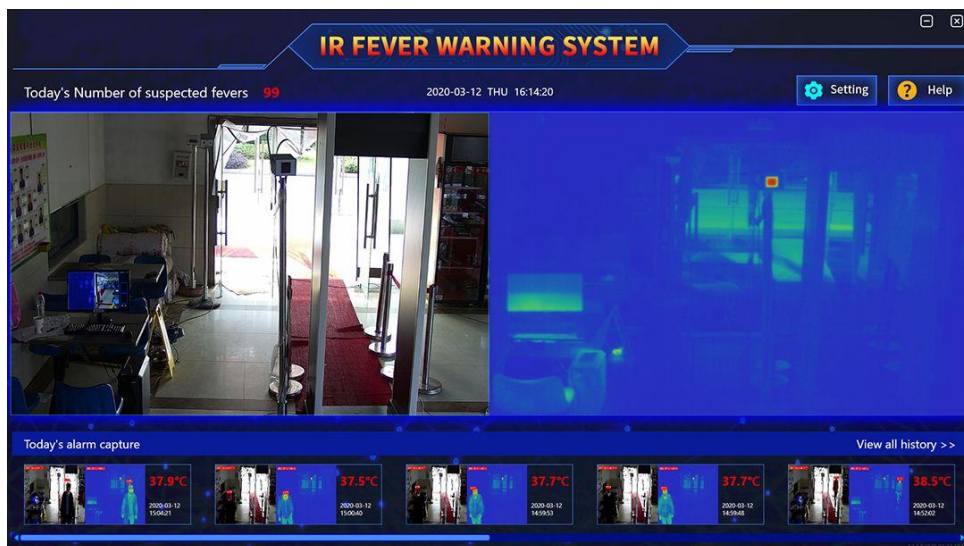 IR FEVER WARNING SYSTEM
Today's Number of suspected fevers 99
2020-03-12 THU 16:14:20
Setting
Help
Today's alarm capture
View all history >>
37.9°C
2020-03-12
15:04:21
37.5°C
2020-03-12
15:00:40
37.7°C
2020-03-12
14:59:53
37.7°C
2020-03-12
14:59:48
38.5°C
2020-03-12
14:52:02